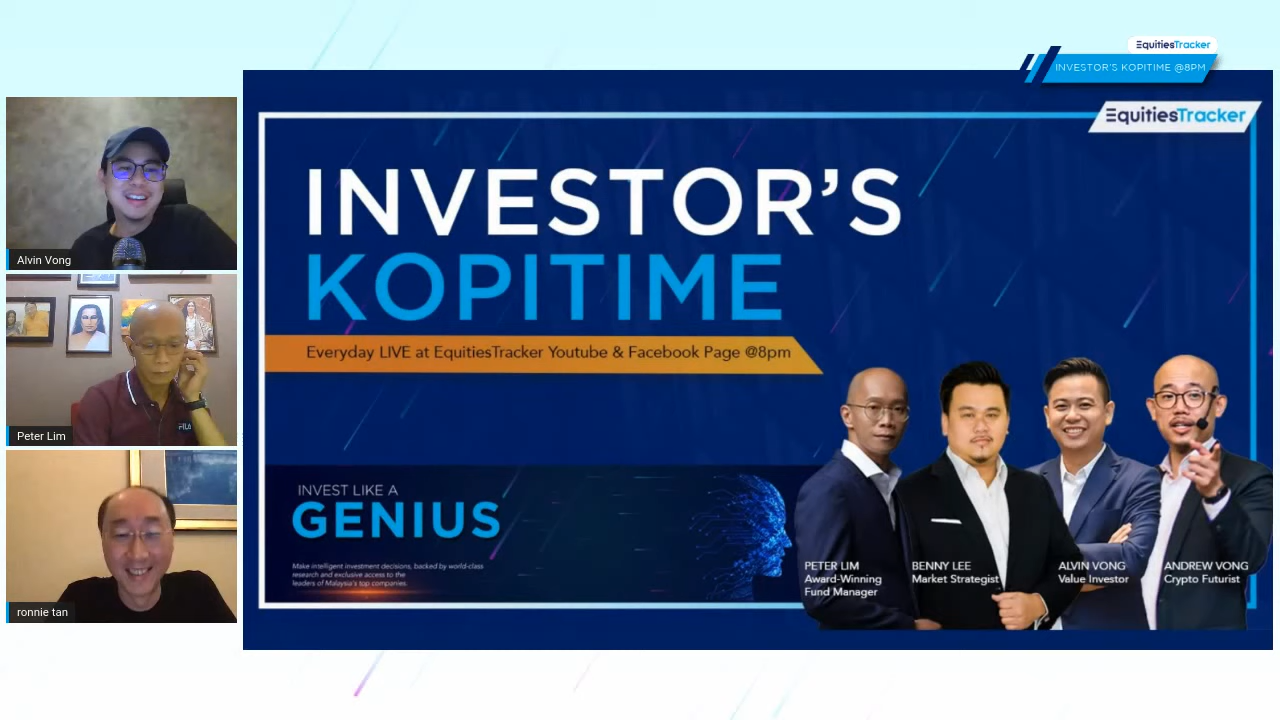 EquitiesTracker
INVESTOR'S KOPITIME @8PM
EquitiesTracker
INVESTOR'S
KOPITIME
Everyday LIVE at EquitiesTracker Youtube & Facebook Page @8pm
INVEST LIKE A
GENIUS
Make intelligent investment decisions, backed by world-class
research and exclusive access to the
leaders of Malaysia's top companies.
PETER LIM
Award-Winning
Fund Manager
BENNY LEE
Market Strategist
ALVIN VONG
Value Investor
ANDREW VONG
Crypto Futurist
Alvin Vong
Peter Lim
FILA
ronnie tan